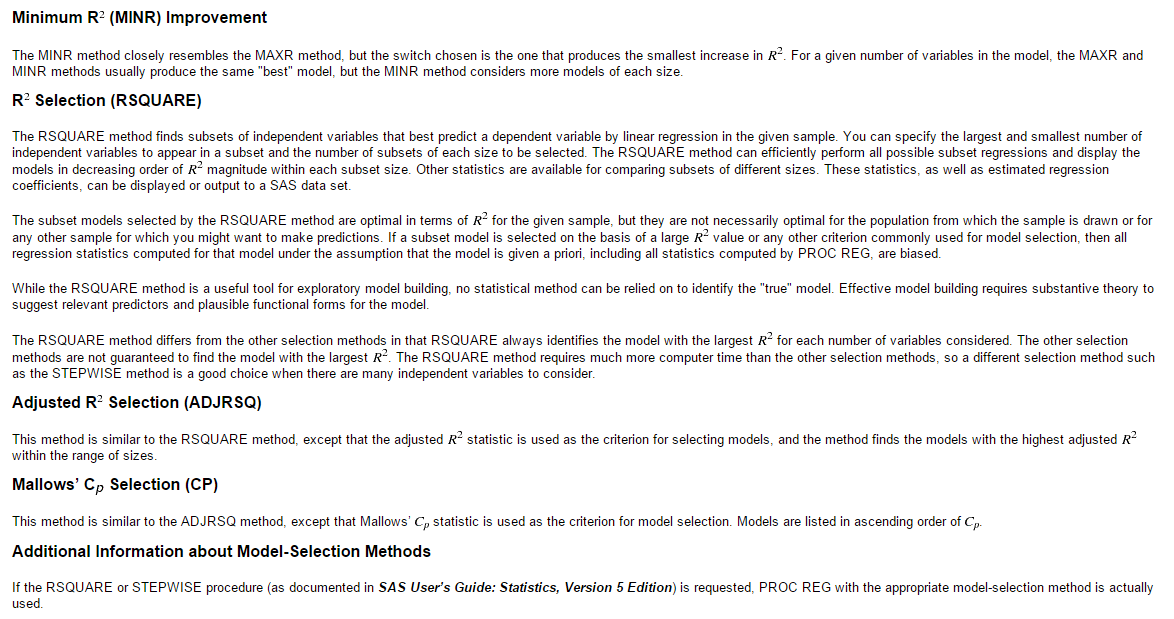 Minimum R² (MINR) Improvement
The MINR method closely resembles the MAXR method, but the switch chosen is the one that produces the smallest increase in R². For a given number of variables in the model, the MAXR and
MINR methods usually produce the same "best" model, but the MINR method considers more models of each size.
R² Selection (RSQUARE)
The RSQUARE method finds subsets of independent variables that best predict a dependent variable by linear regression in the given sample. You can specify the largest and smallest number of
independent variables to appear in a subset and the number of subsets of each size to be selected. The RSQUARE method can efficiently perform all possible subset regressions and display the
models in decreasing order of R² magnitude within each subset size. Other statistics are available for comparing subsets of different sizes. These statistics, as well as estimated regression
coefficients, can be displayed or output to a SAS data set.
The subset models selected by the RSQUARE method are optimal in terms of R² for the given sample, but they are not necessarily optimal for the population from which the sample is drawn or for
any other sample for which you might want to make predictions. If a subset model is selected on the basis of a large R² value or any other criterion commonly used for model selection, then all
regression statistics computed for that model under the assumption that the model is given a priori, including all statistics computed by PROC REG, are biased.
While the RSQUARE method is a useful tool for exploratory model building, no statistical method can be relied on to identify the "true" model. Effective model building requires substantive theory to
suggest relevant predictors and plausible functional forms for the model.
The RSQUARE method differs from the other selection methods in that RSQUARE always identifies the model with the largest R² for each number of variables considered. The other selection
methods are not guaranteed to find the model with the largest R². The RSQUARE method requires much more computer time than the other selection methods, so a different selection method such
as the STEPWISE method is a good choice when there are many independent variables to consider.
Adjusted R² Selection (ADJRSQ)
This method is similar to the RSQUARE method, except that the adjusted R² statistic is used as the criterion for selecting models, and the method finds the models with the highest adjusted R²
within the range of sizes.
Mallows' Cp Selection (CP)
This method is similar to the ADJRSQ method, except that Mallows' Cp statistic is used as the criterion for model selection. Models are listed in ascending order of Cp.
Additional Information about Model-Selection Methods
If the RSQUARE or STEPWISE procedure (as documented in SAS User's Guide: Statistics, Version 5 Edition) is requested, PROC REG with the appropriate model-selection method is actually
used.